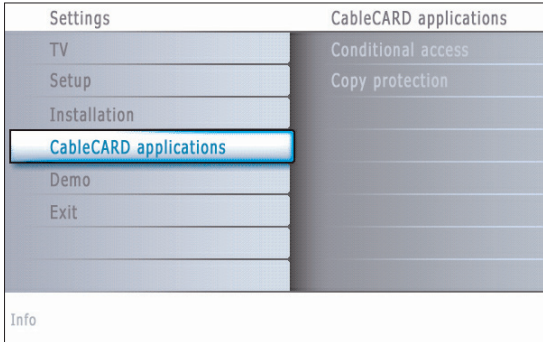 Settings
TV
Setup
Installation
CableCARD applications
Demo
Exit
CableCARD applications
Conditional access
Copy protection
Info